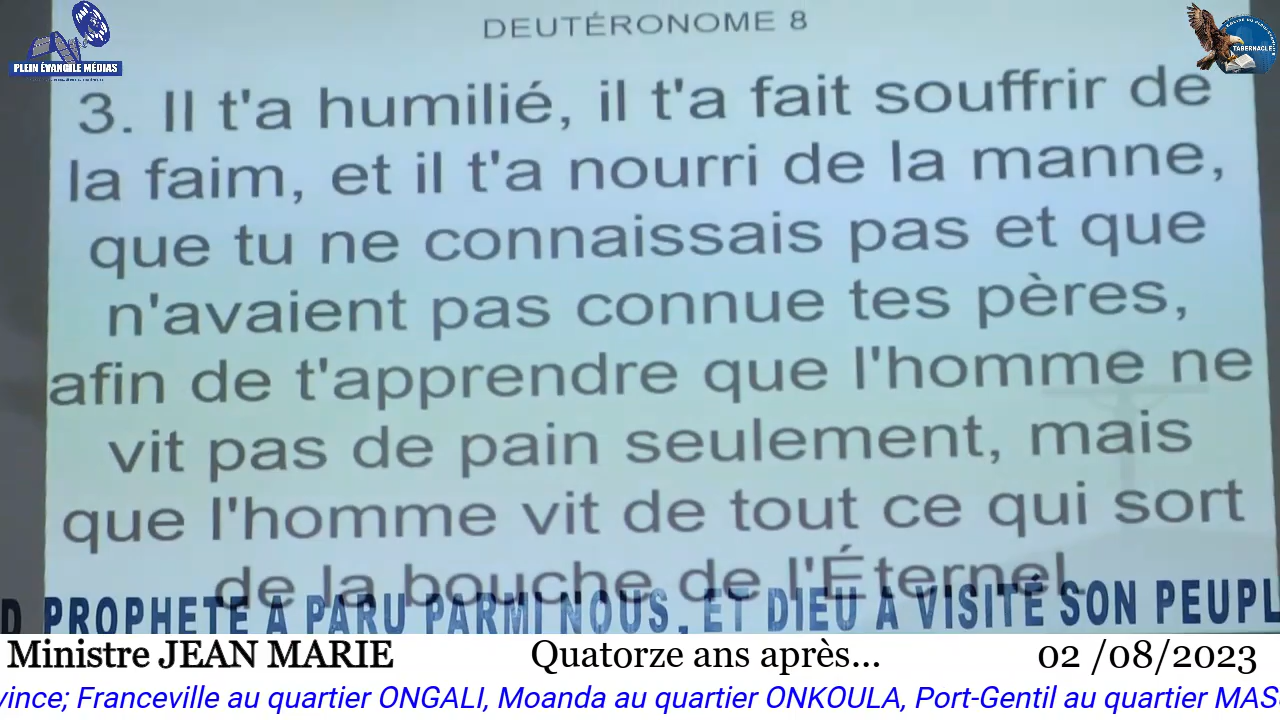 DEUTÉRONOME 8
PLEIN ÉVANGILE MÉDIAS
TABERNACLE
3. Il t'a humilié, il t'a fait souffrir de
la faim, et il t'a nourri de la manne,
que tu ne connaissais pas et que
n'avaient pas connue tes pères,
afin de t'apprendre que l'homme ne
vit pas de pain seulement, mais
que l'homme vit de tout ce qui sort
de la bouche de l'Éternel
D PROPHETE A PARU PARMI NOUS, ET DIEU A VISITÉ SON PEUPL
Ministre JEAN MARIE Quatorze ans après... 02 /08/2023
vince; Franceville au quartier ONGALI, Moanda au quartier ONKOULA, Port-Gentil au quartier MAS